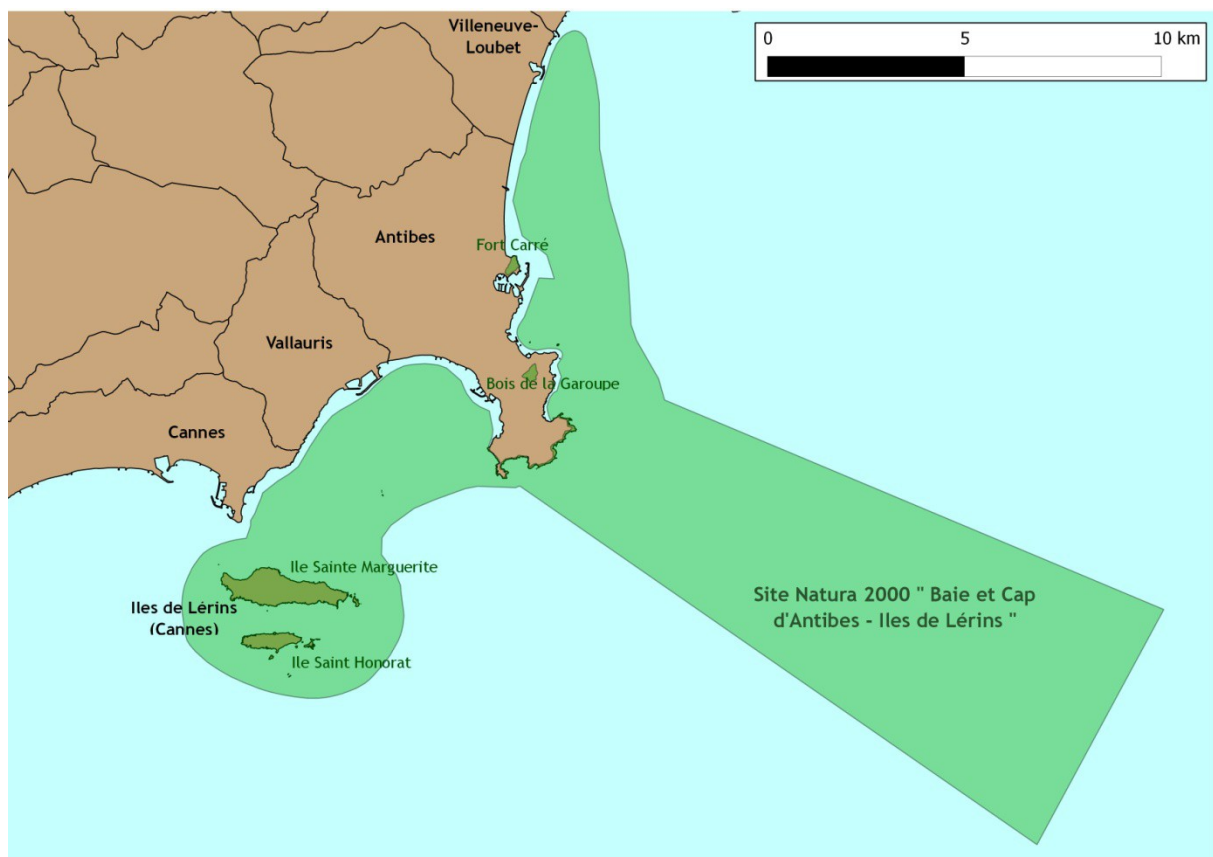 Villeneuve-
Loubet
0 5 10 km
Antibes
Fort Carré
Vallauris
Bois de la Garoupe
Cannes
Ile Sainte Marguerite
Iles de Lérins
(Cannes)
Ile Saint Honorat
Site Natura 2000 " Baie et Cap
d'Antibes - Iles de Lérins "